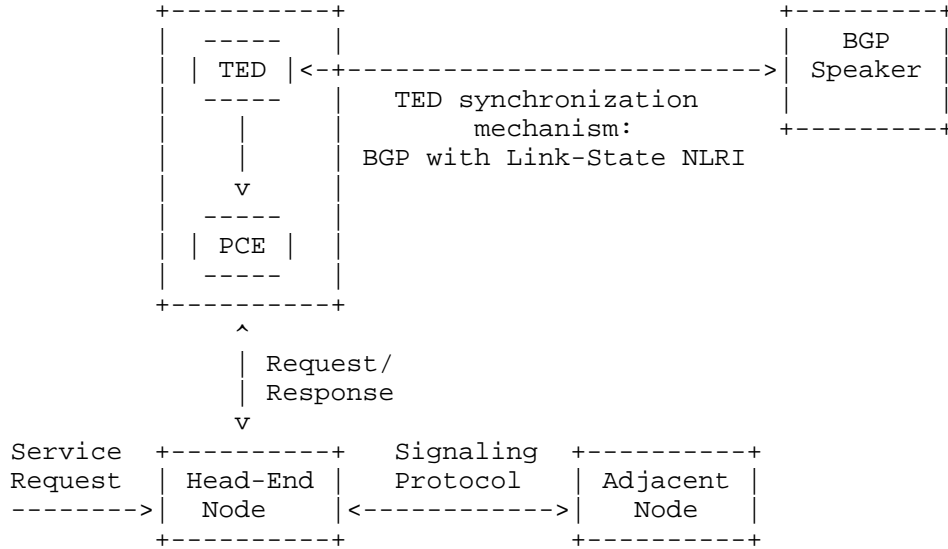 BGP
TED Speaker
TED synchronization
mechanism:
BGP with Link-State NLRI
PCE
Request/
Response
Service Signaling
Request Head-End Protocol Adjacent
Node Node